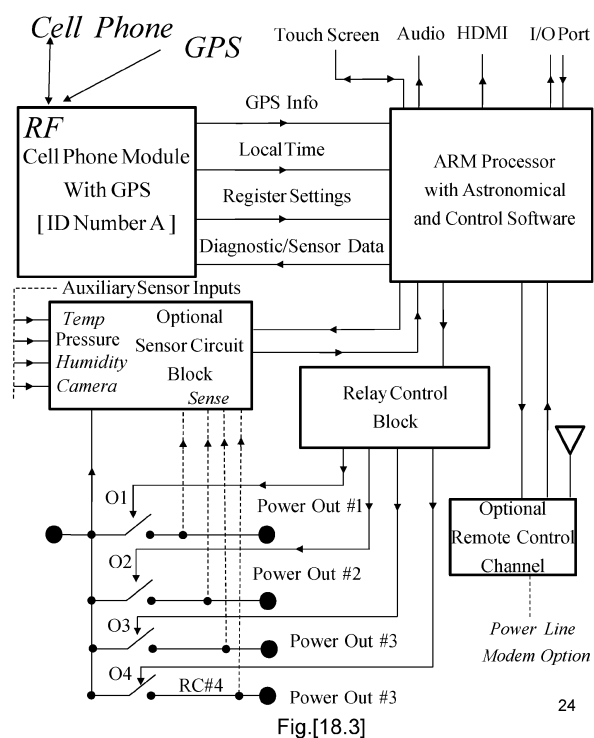 Cell Phone
GPS
Touch Screen
Audio
HDMI
I/O Port
RF
Cell Phone Module
With GPS
[ ID Number A ]
GPS Info
Local Time
Register Settings
Diagnostic/Sensor Data
ARM Processor
with Astronomical
and Control Software
Auxiliary Sensor Inputs
Temp
Pressure
Humidity
Camera
Optional
Sensor Circuit
Block
Sense
Relay Control
Block
O1
Power Out #1
O2
Power Out #2
O3
Power Out #3
O4
RC#4
Power Out #3
Optional
Remote Control
Channel
Power Line
Modem Option
24
Fig.[18.3]